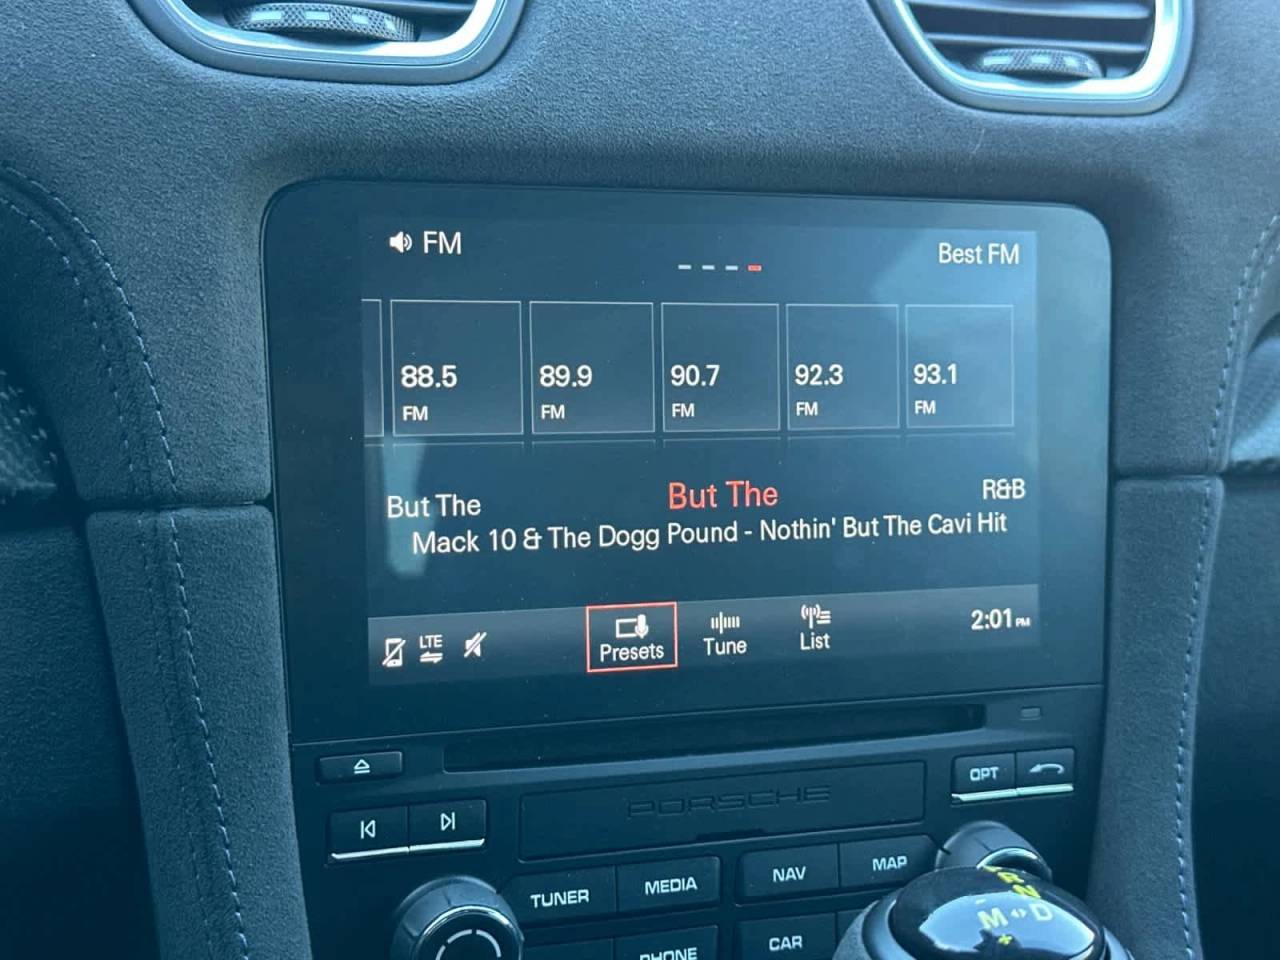 FM
Best FM
88.5 89.9 90.7 92.3 93.1
FM FM FM FM FM
But The But The R&B
Mack 10 & The Dogg Pound - Nothin' But The Cavi Hit
LTE Presets Tune List 2:01 PM
OPT
PORSCHE
TUNER MEDIA NAV MAP
PHONE CAR
R
N
M D
+